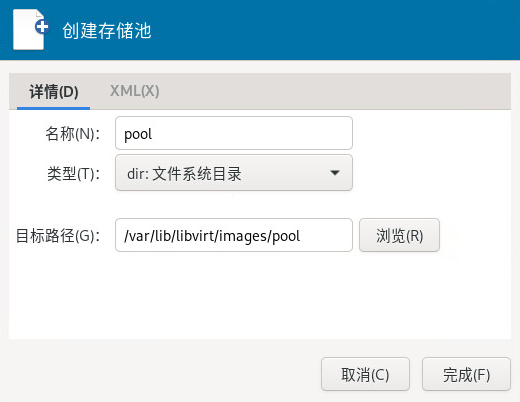 创建存储池
详情(D) XML(X)
名称(N): pool
类型(T): dir: 文件系统目录
目标路径(G): /var/lib/libvirt/images/pool 浏览(R)
取消(C) 完成(F)